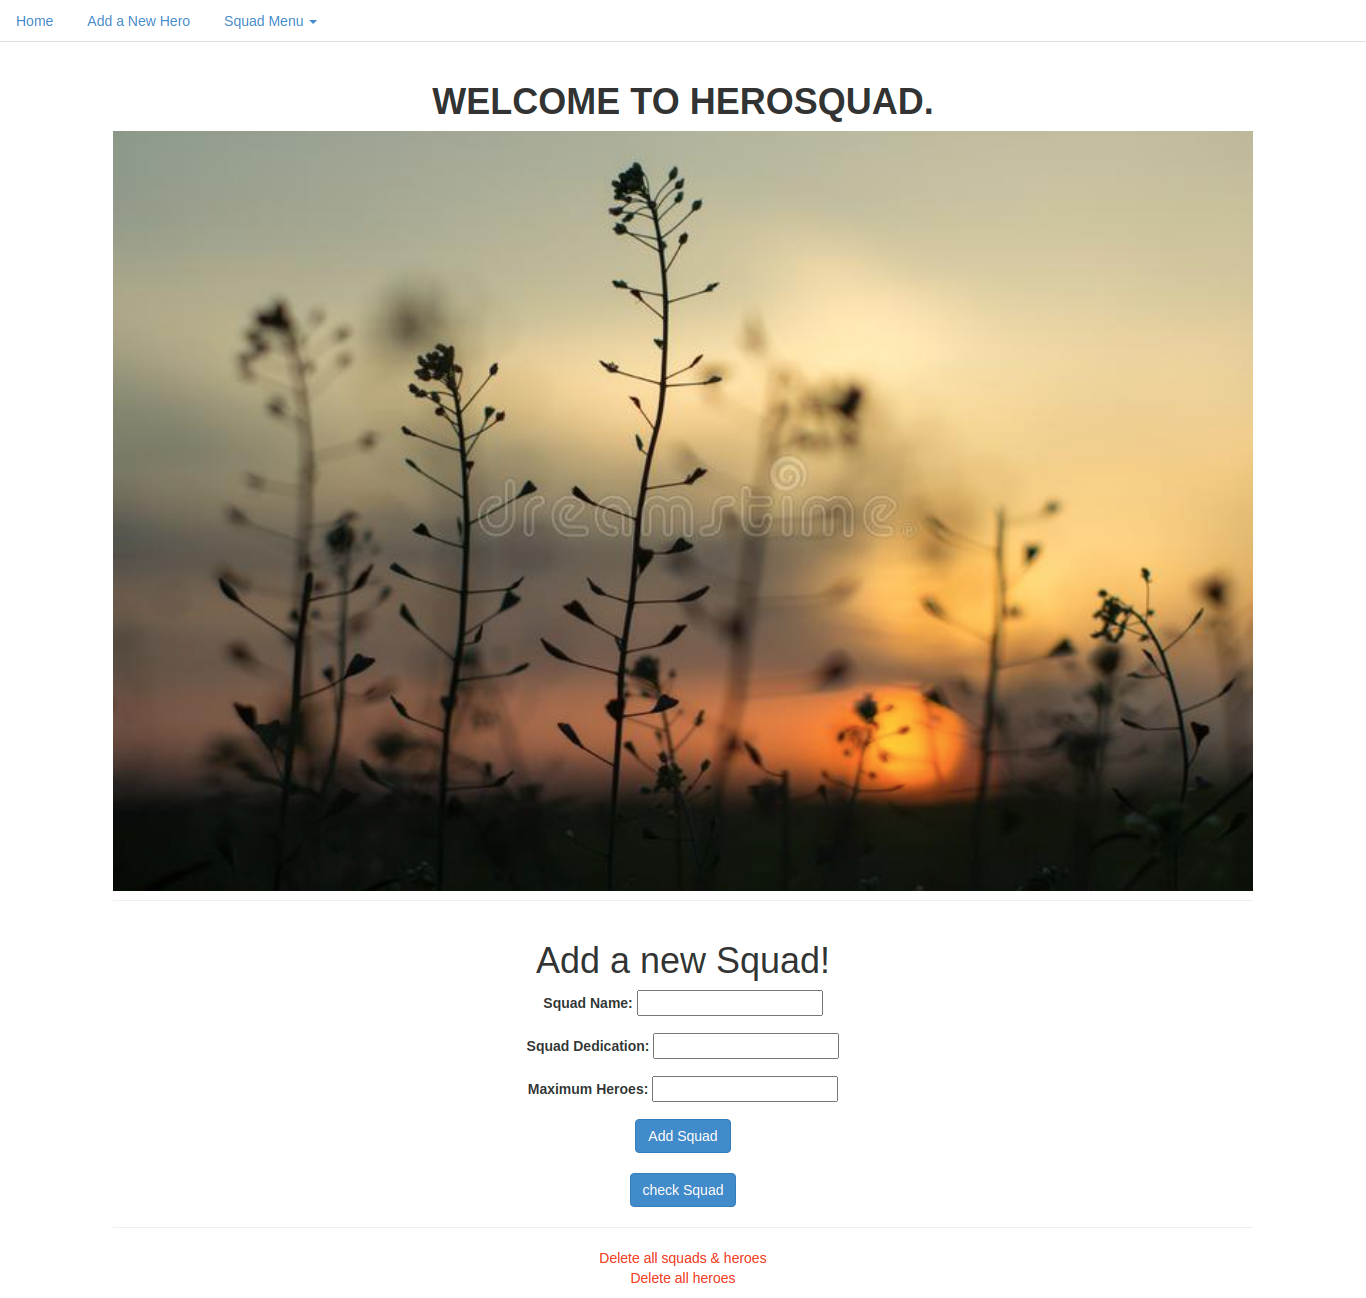 Home Add a New Hero Squad Menu
WELCOME TO HEROSQUAD.
dreamstime
Add a new Squad!
Squad Name:
Squad Dedication:
Maximum Heroes:
Add Squad
check Squad
Delete all squads & heroes
Delete all heroes